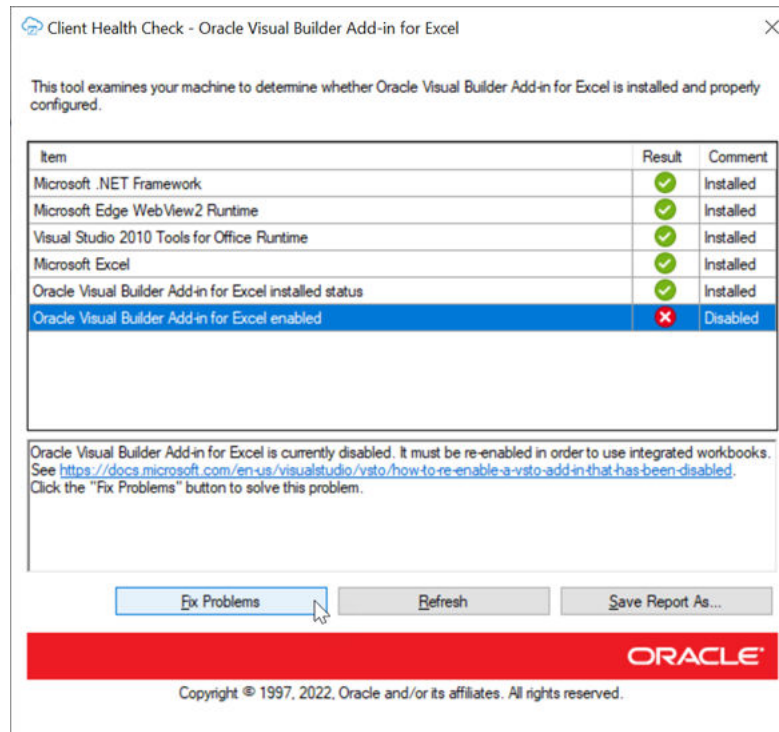 Client Health Check - Oracle Visual Builder Add-in for Excel
This tool examines your machine to determine whether Oracle Visual Builder Add-in for Excel is installed and properly
configured.
Item Result Comment
Microsoft .NET Framework Installed
Microsoft Edge WebView2 Runtime Installed
Visual Studio 2010 Tools for Office Runtime Installed
Microsoft Excel Installed
Oracle Visual Builder Add-in for Excel installed status Installed
Oracle Visual Builder Add-in for Excel enabled Disabled
Oracle Visual Builder Add-in for Excel is currently disabled. It must be re-enabled in order to use integrated workbooks.
See https://docs.microsoft.com/en-us/visualstudio/vsto/how-to-re-enable-a-vsto-add-in-that-has-been-disabled.
Click the "Fix Problems" button to solve this problem.
Fix Problems Refresh Save Report As...
ORACLE
Copyright © 1997, 2022, Oracle and/or its affiliates. All rights reserved.